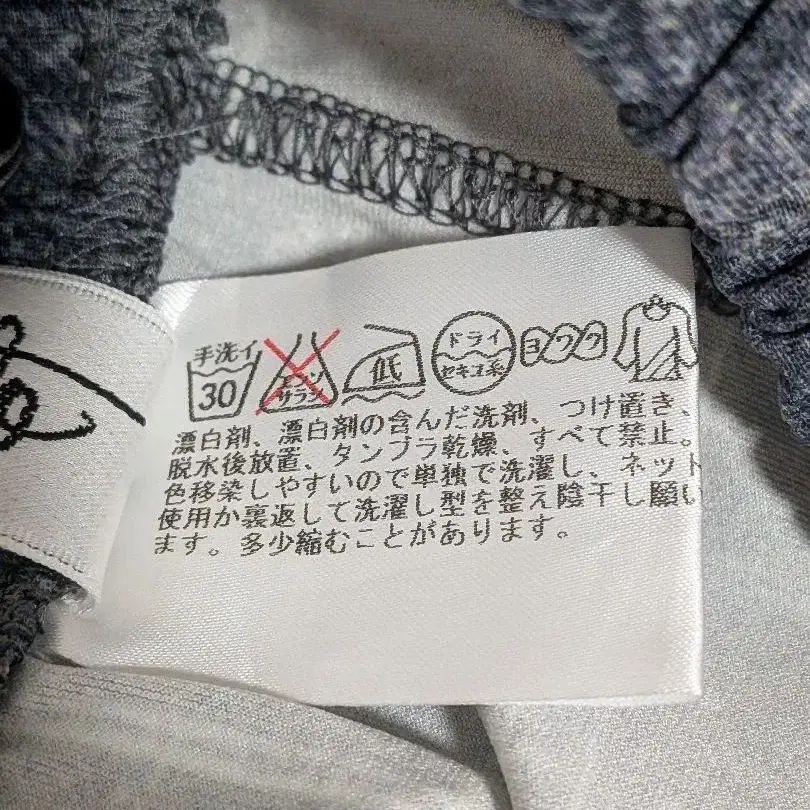 手洗イ
30
エンソ
サラシ
低
ドライ
セキユ系
ヨワク
漂白剤、漂白剤の含んだ洗剤、つけ置き、
脱水後放置、タンブラ乾燥、すべて禁止。
色移染しやすいので単独で洗濯し、ネット
使用か裏返して洗濯し型を整え陰干し願い
ます。多少縮むことがあります。